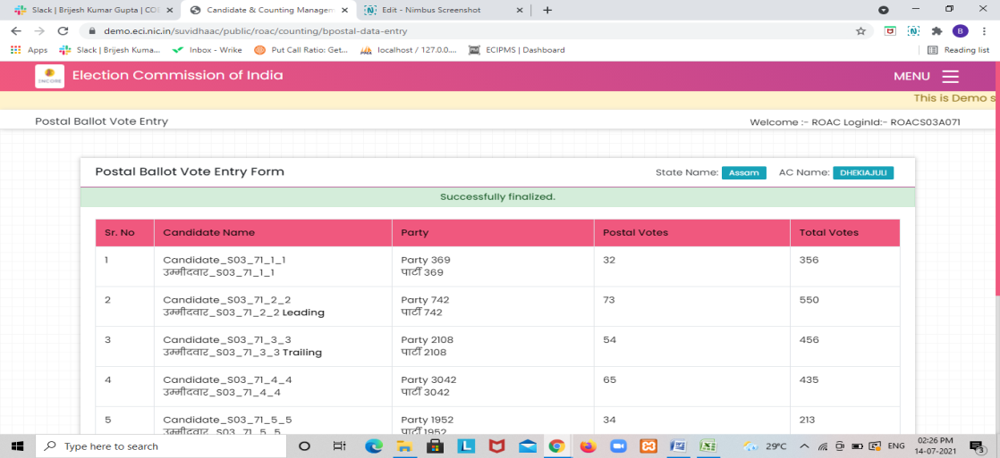 Slack | Brijesh Kumar Gupta | CO
Candidate & Counting Managem
Edit - Nimbus Screenshot
demo.eci.nic.in/suvidhaac/public/roac/counting/bpostal-data-entry
B
Apps
Slack | Brijesh Kuma...
Inbox - Wrike
Put Call Ratio: Get...
localhost / 127.0.0....
ECIPMS | Dashboard
Reading list
ENCORE
Election Commission of India
MENU
This is Demo s
Postal Ballot Vote Entry
Welcome :- ROAC LoginId:- ROACS03A071
Postal Ballot Vote Entry Form
State Name: Assam
AC Name: DHEKIAJULI
Successfully finalized.
Sr. No Candidate Name Party Postal Votes Total Votes
1 Candidate_S03_71_1_1 Party 369 32 356
उम्मीदवार_S03_71_1_1 पार्टी 369
2 Candidate_S03_71_2_2 Party 742 73 550
उम्मीदवार_S03_71_2_2 Leading पार्टी 742
3 Candidate_S03_71_3_3 Party 2108 54 456
उम्मीदवार_S03_71_3_3 Trailing पार्टी 2108
4 Candidate_S03_71_4_4 Party 3042 65 435
उम्मीदवार_S03_71_4_4 पार्टी 3042
5 Candidate_S03_71_5_5 Party 1952 34 213
उम्मीदवार_S03_71_5_5 पार्टी 1952
Type here to search
29°C
ENG
02:26 PM
14-07-2021